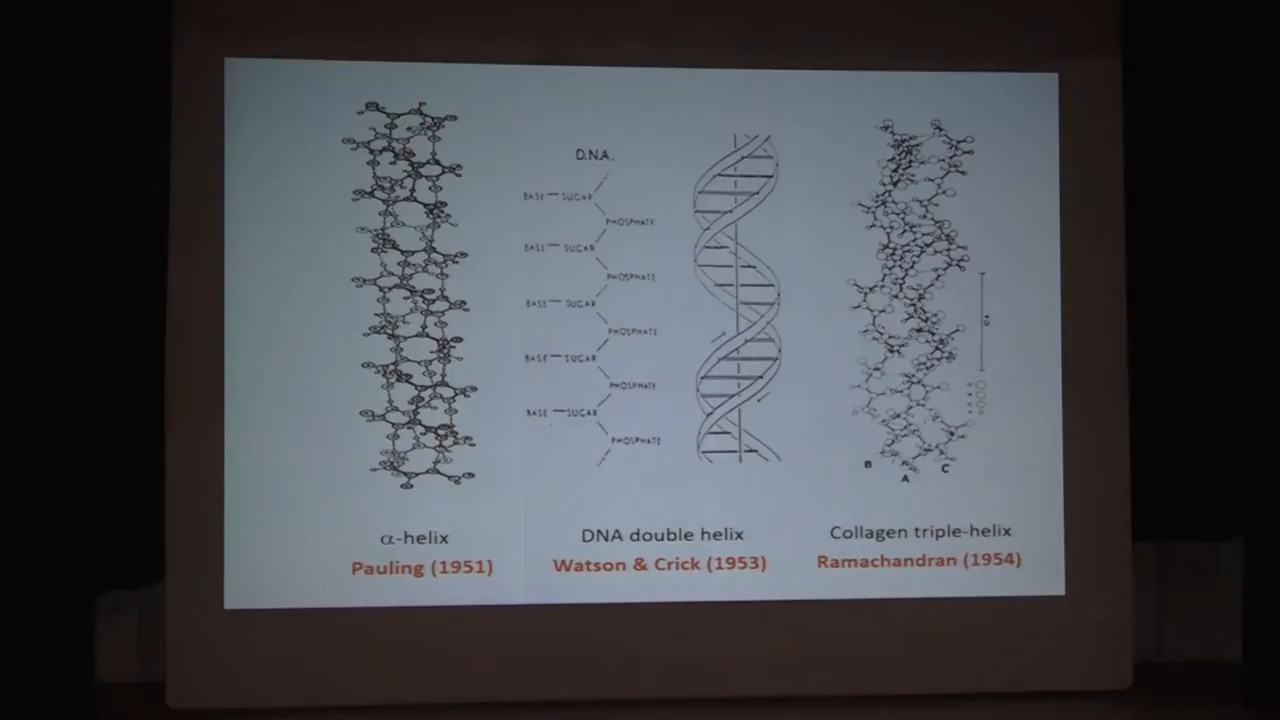 D.N.A.
BASE — SUGAR
PHOSPHATE
BASE — SUGAR
PHOSPHATE
BASE — SUGAR
PHOSPHATE
BASE — SUGAR
PHOSPHATE
BASE — SUGAR
PHOSPHATE
B
A
C
α-helix
Pauling (1951)
DNA double helix
Watson & Crick (1953)
Collagen triple-helix
Ramachandran (1954)